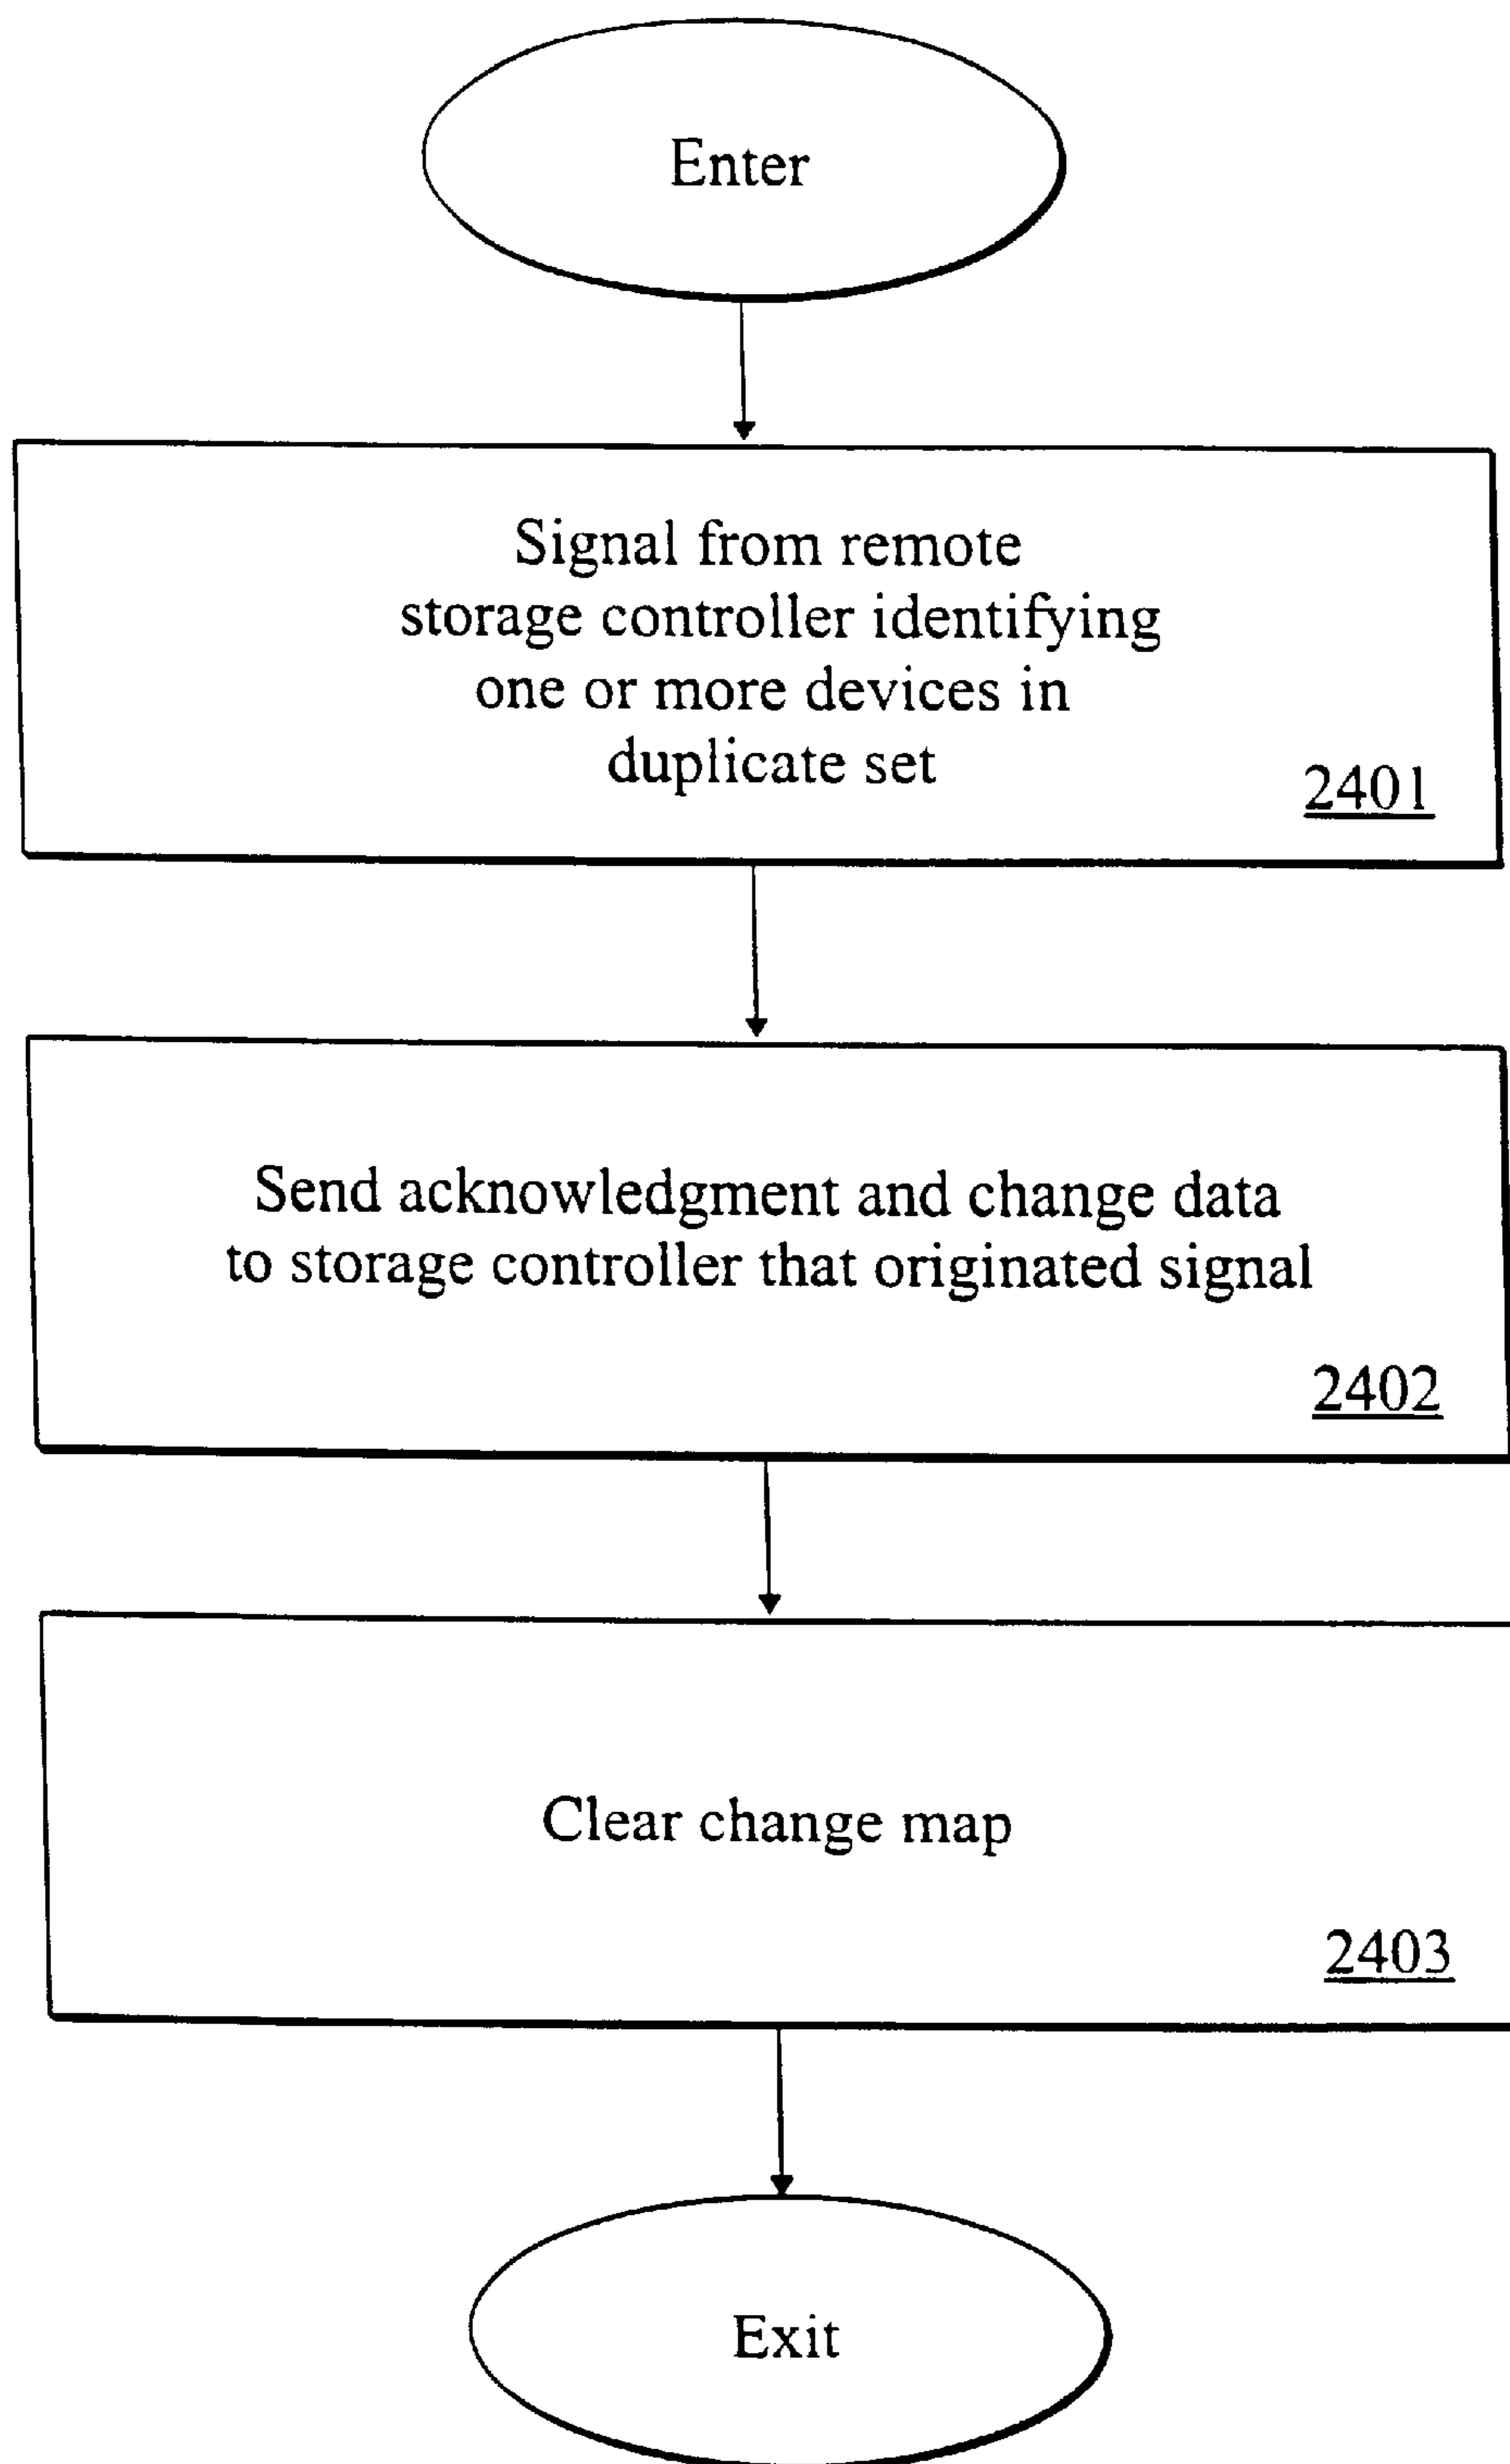 Enter
Signal from remote
storage controller identifying
one or more devices in
duplicate set
2401
Send acknowledgment and change data
to storage controller that originated signal
2402
Clear change map
2403
Exit